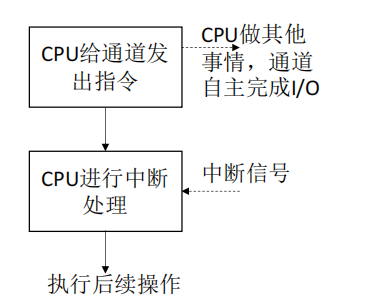 CPU给通道发
出指令
CPU做其他
事情，通道
自主完成I/O
CPU进行中断
处理
中断信号
执行后续操作